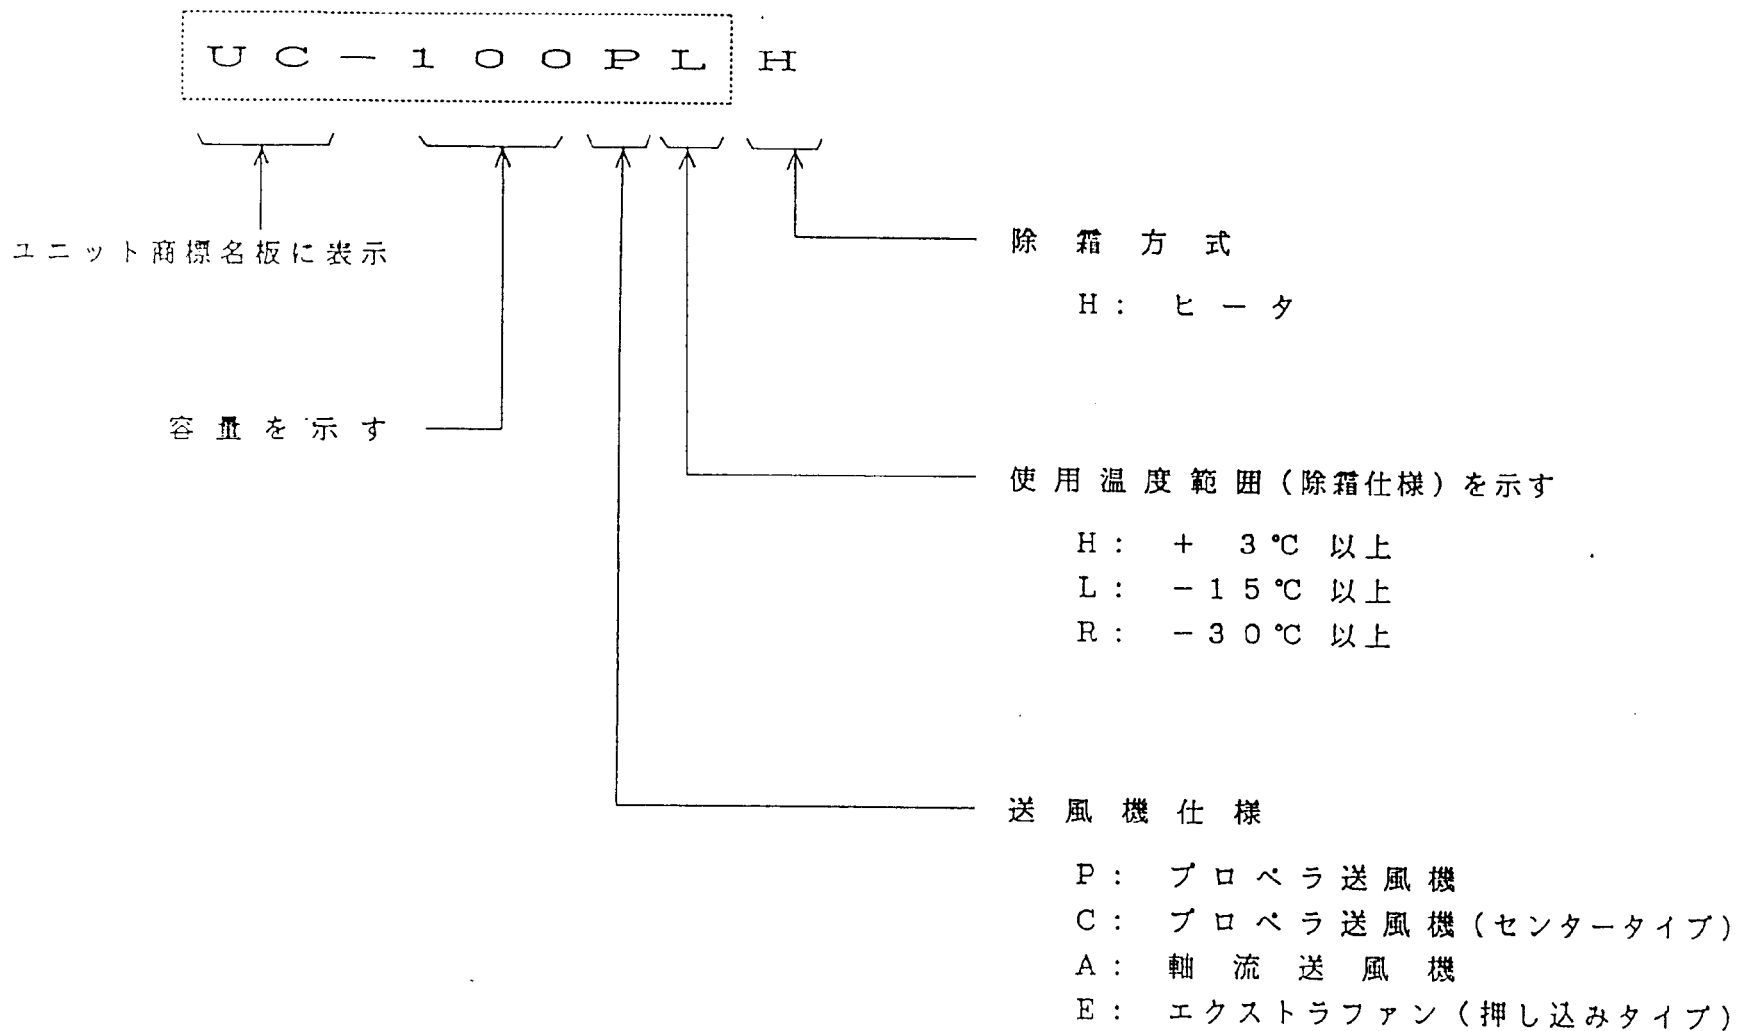 UC-100PLH
ユニット商標名板に表示
除霜方式
H： ヒータ
容量を示す
使用温度範囲(除霜仕様)を示す
H： ＋ 3℃ 以上
L： －15℃ 以上
R： －30℃ 以上
送風機仕様
P： プロペラ送風機
C： プロペラ送風機(センタータイプ)
A： 軸流送風機
E： エクストラファン(押し込みタイプ)